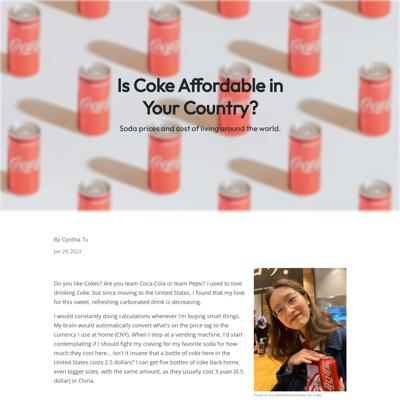 Is Coke Affordable in
Your Country?
Soda prices and cost of living around the world.
By Cynthia Tu
Jan 29, 2023
Do you like Cokes? Are you team Coca-Cola or team Pepsi? I used to love
drinking Coke, but since moving to the United States, I found that my love
for this sweet, refreshing carbonated drink is decreasing.
I would constantly doing calculations whenever I'm buying small things.
My brain would automatically convert what's on the price tag to the
currency I use at home (CNY). When I stop at a vending machine, I'd start
contemplating if I should fight my craving for my favorite soda for how
much they cost here... Isn't it insane that a bottle of coke here in the
United States costs 2.5 dollars? I can get five bottles of coke back home,
even bigger sizes, with the same amount, as they usually cost 3 yuan (0.5
dollar) in China.
Proof of my wholehearted love for Coke.